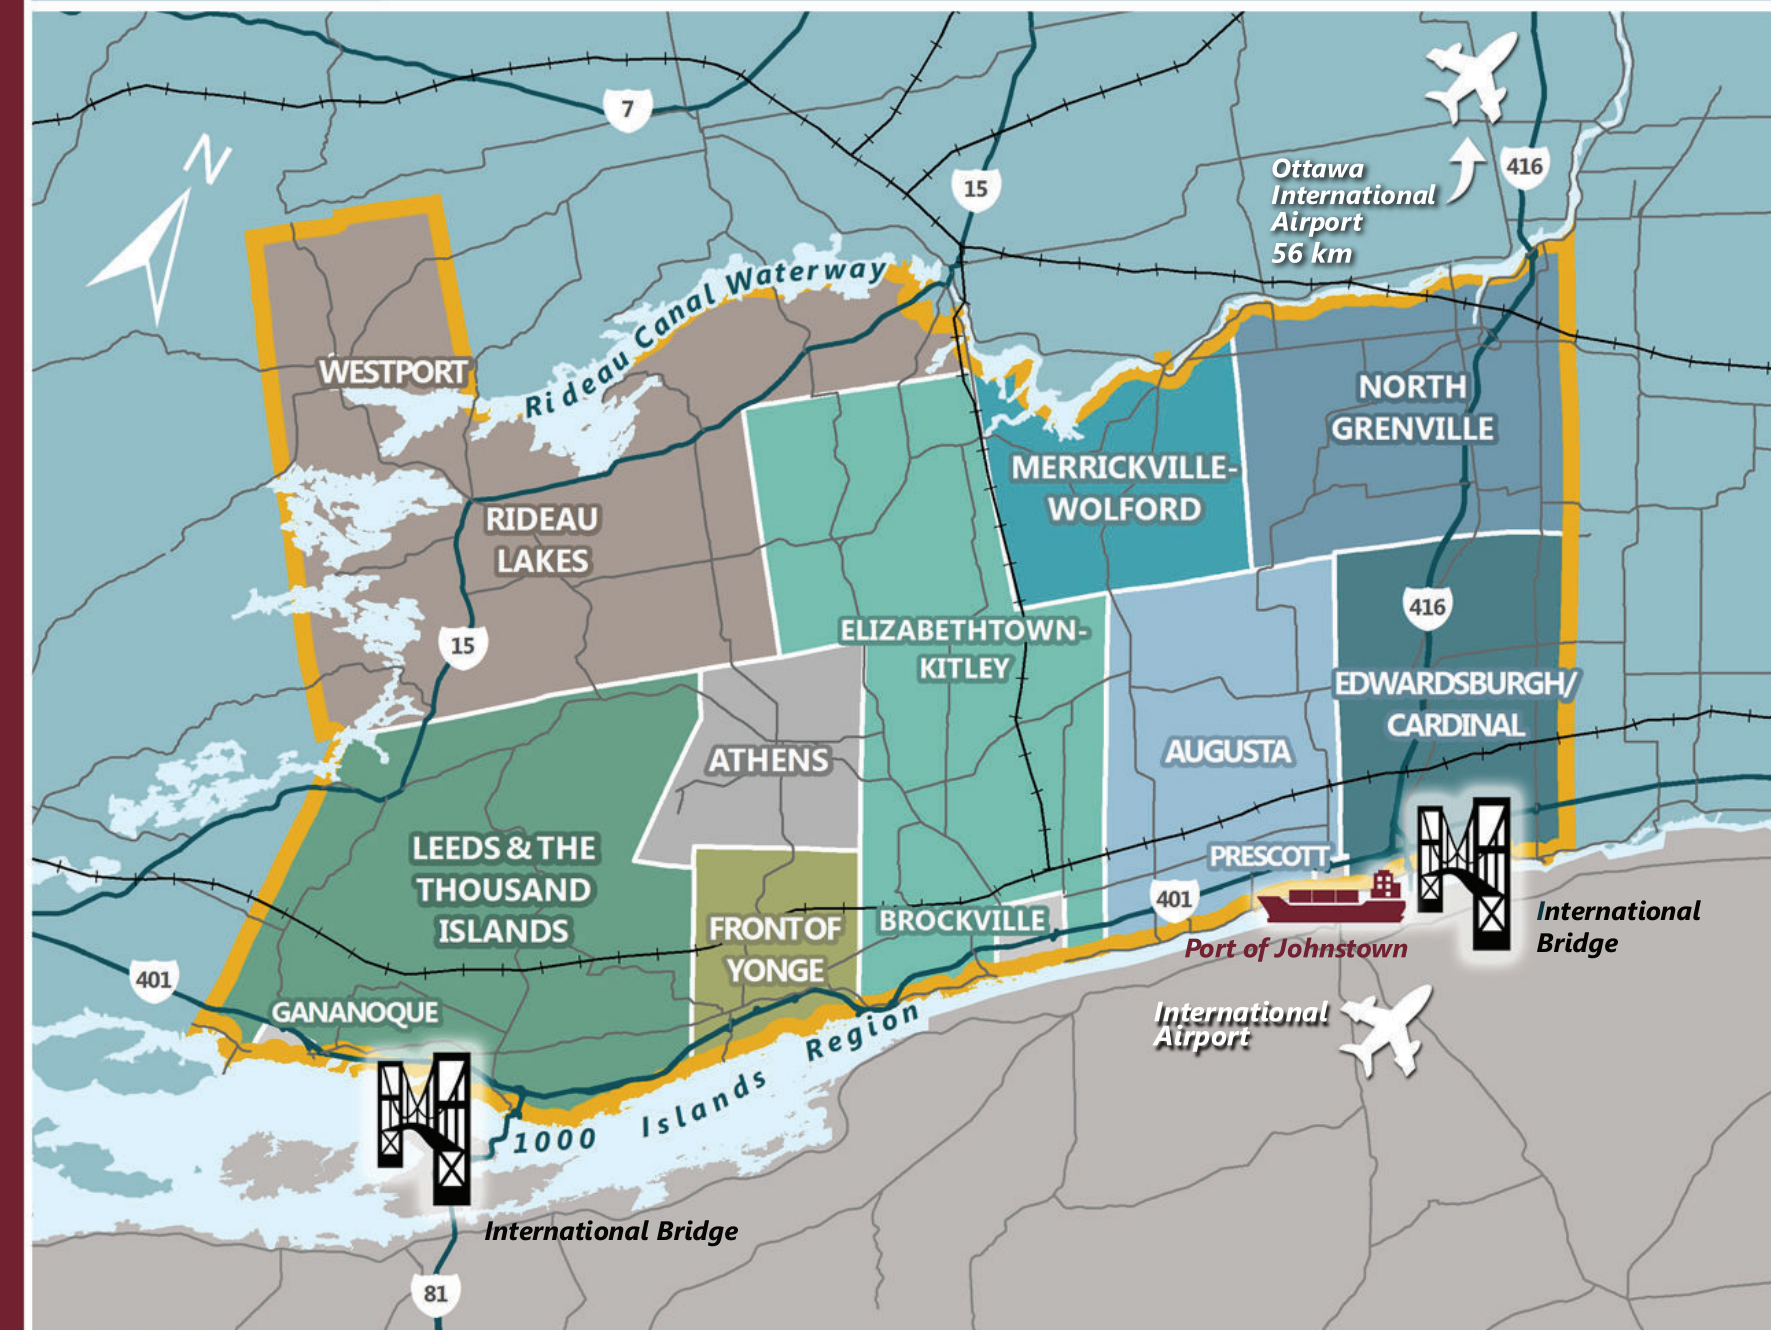 7
N
15
416
Ottawa
International
Airport
56 km
Rideau Canal Waterway
WESTPORT
NORTH
GRENVILLE
MERRICKVILLE-
WOLFORD
RIDEAU
LAKES
15
416
ELIZABETHTOWN-
KITLEY
EDWARDSBURGH/
CARDINAL
ATHENS
AUGUSTA
LEEDS & THE
THOUSAND
ISLANDS
PRESCOTT
401
FRONT OF
YONGE
BROCKVILLE
Port of Johnstown
International
Bridge
401
GANANOQUE
International
Airport
1000 Islands Region
International Bridge
81